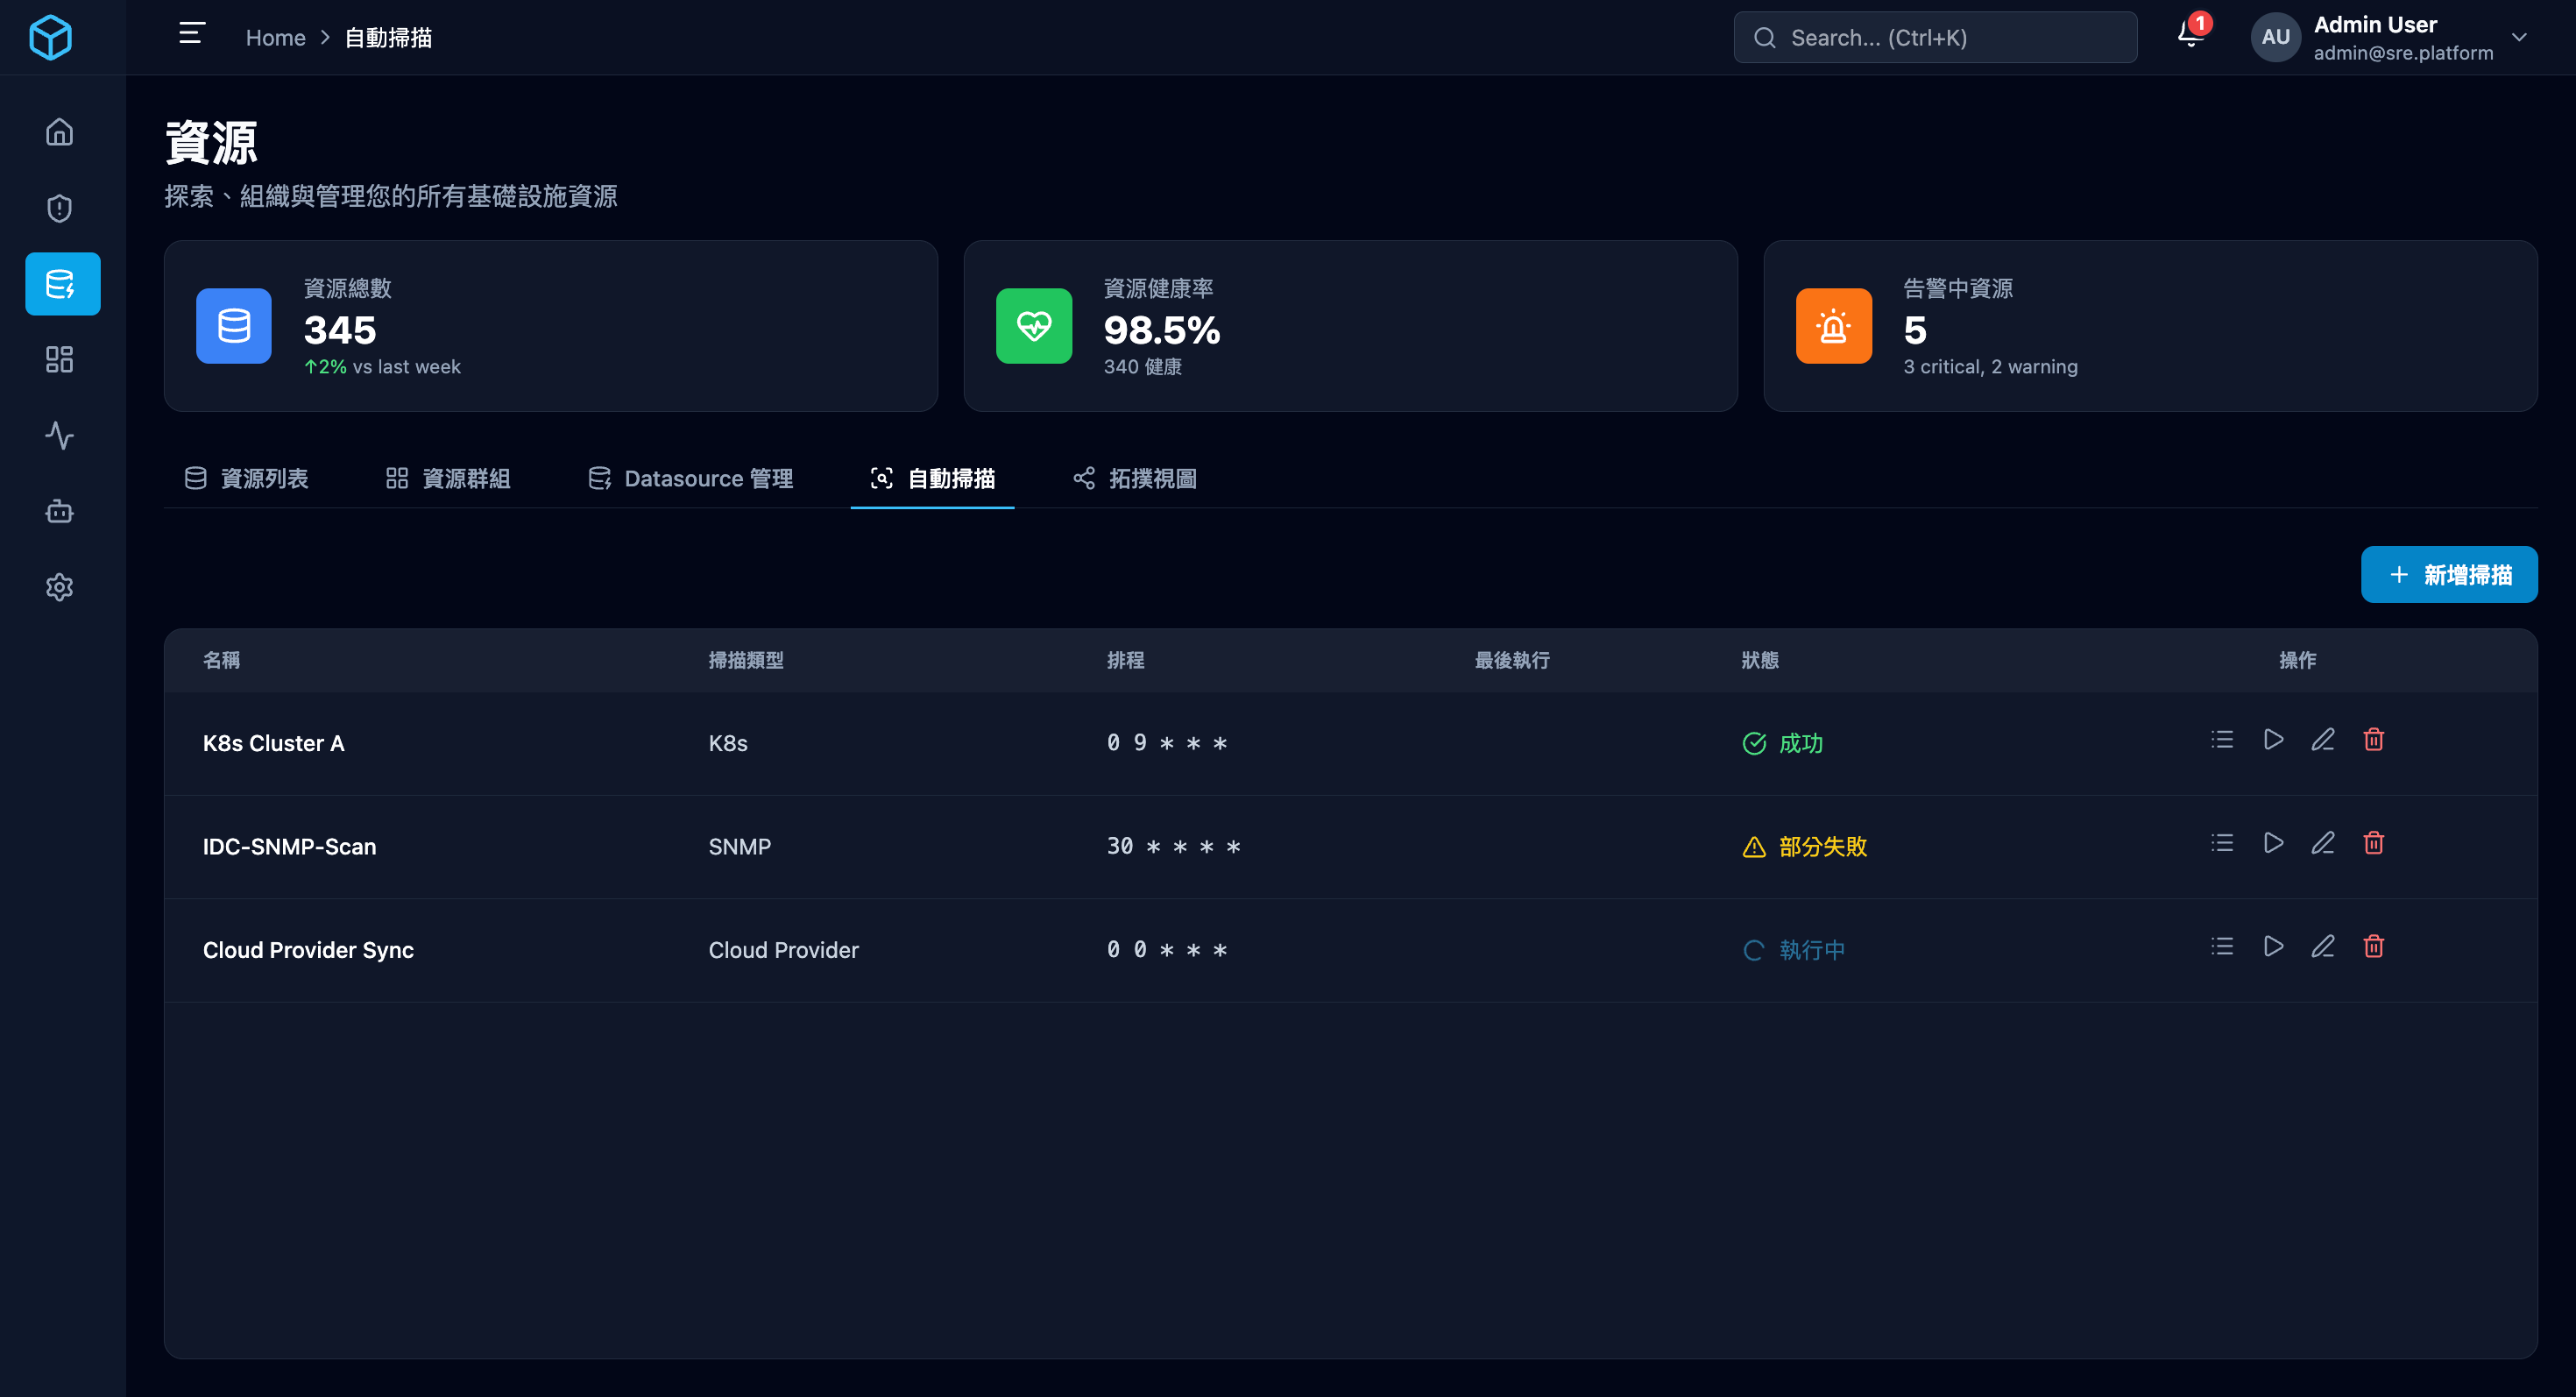 Home > 自動掃描
Search... (Ctrl+K)
1
AU
Admin User
admin@sre.platform
資源
探索、組織與管理您的所有基礎設施資源
資源總數
345
↑2% vs last week
資源健康率
98.5%
340 健康
告警中資源
5
3 critical, 2 warning
資源列表 資源群組 Datasource 管理 自動掃描 拓撲視圖
+ 新增掃描
名稱 掃描類型 排程 最後執行 狀態 操作
K8s Cluster A K8s 0 9 * * * 成功
IDC-SNMP-Scan SNMP 30 * * * * 部分失敗
Cloud Provider Sync Cloud Provider 0 0 * * * 執行中